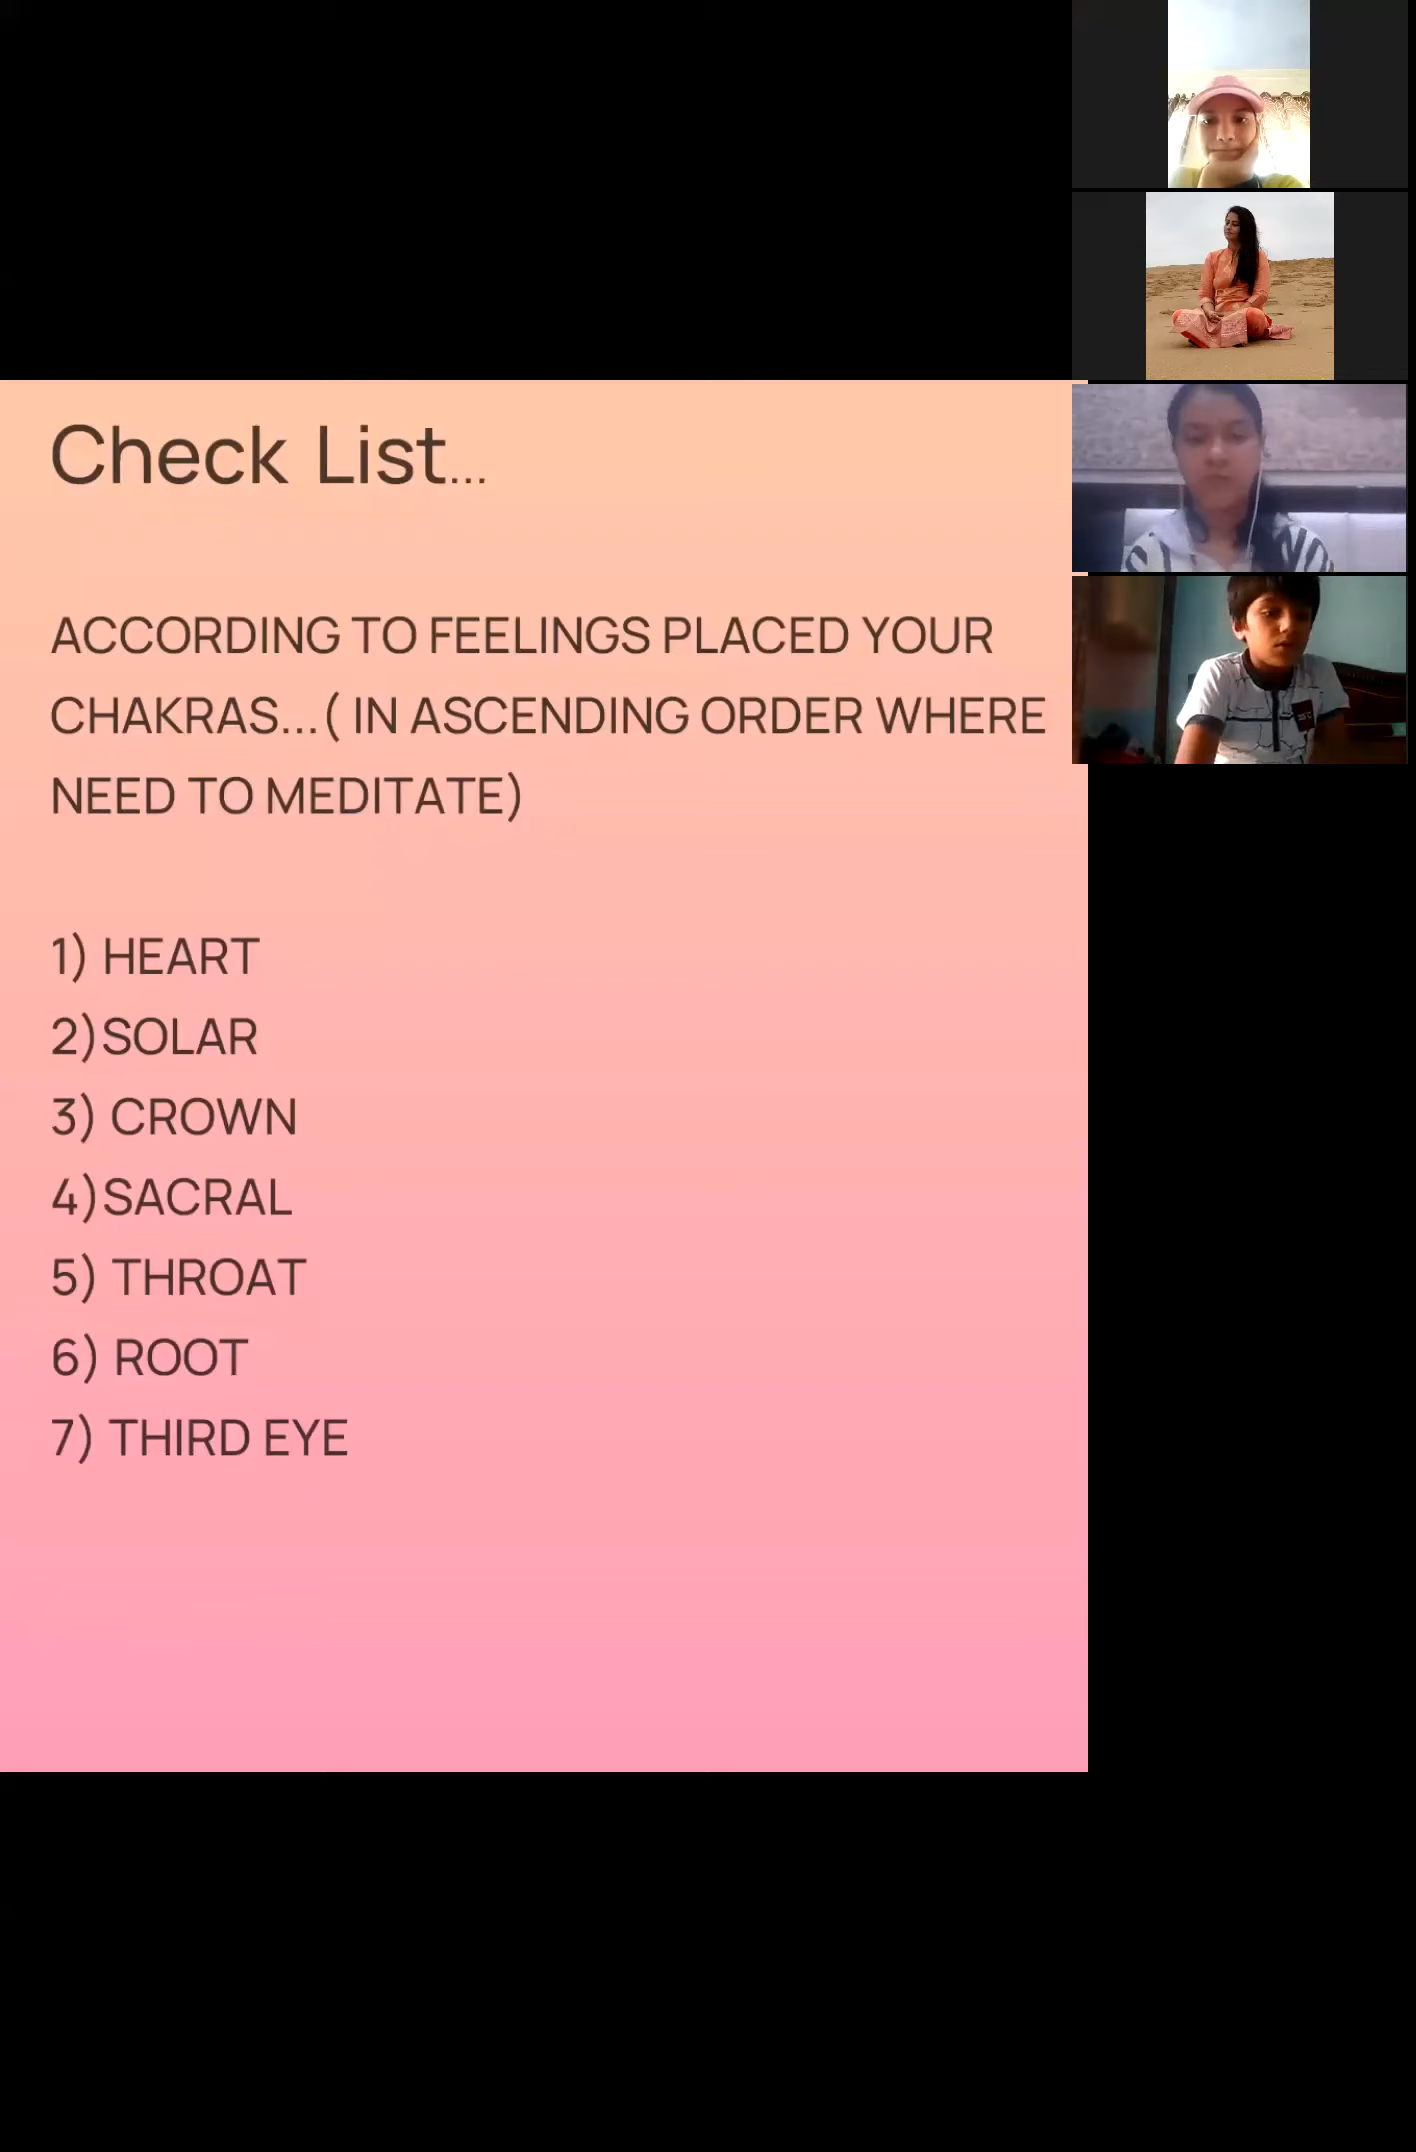 Check List...
ACCORDING TO FEELINGS PLACED YOUR
CHAKRAS...( IN ASCENDING ORDER WHERE
NEED TO MEDITATE)
1) HEART
2)SOLAR
3) CROWN
4)SACRAL
5) THROAT
6) ROOT
7) THIRD EYE